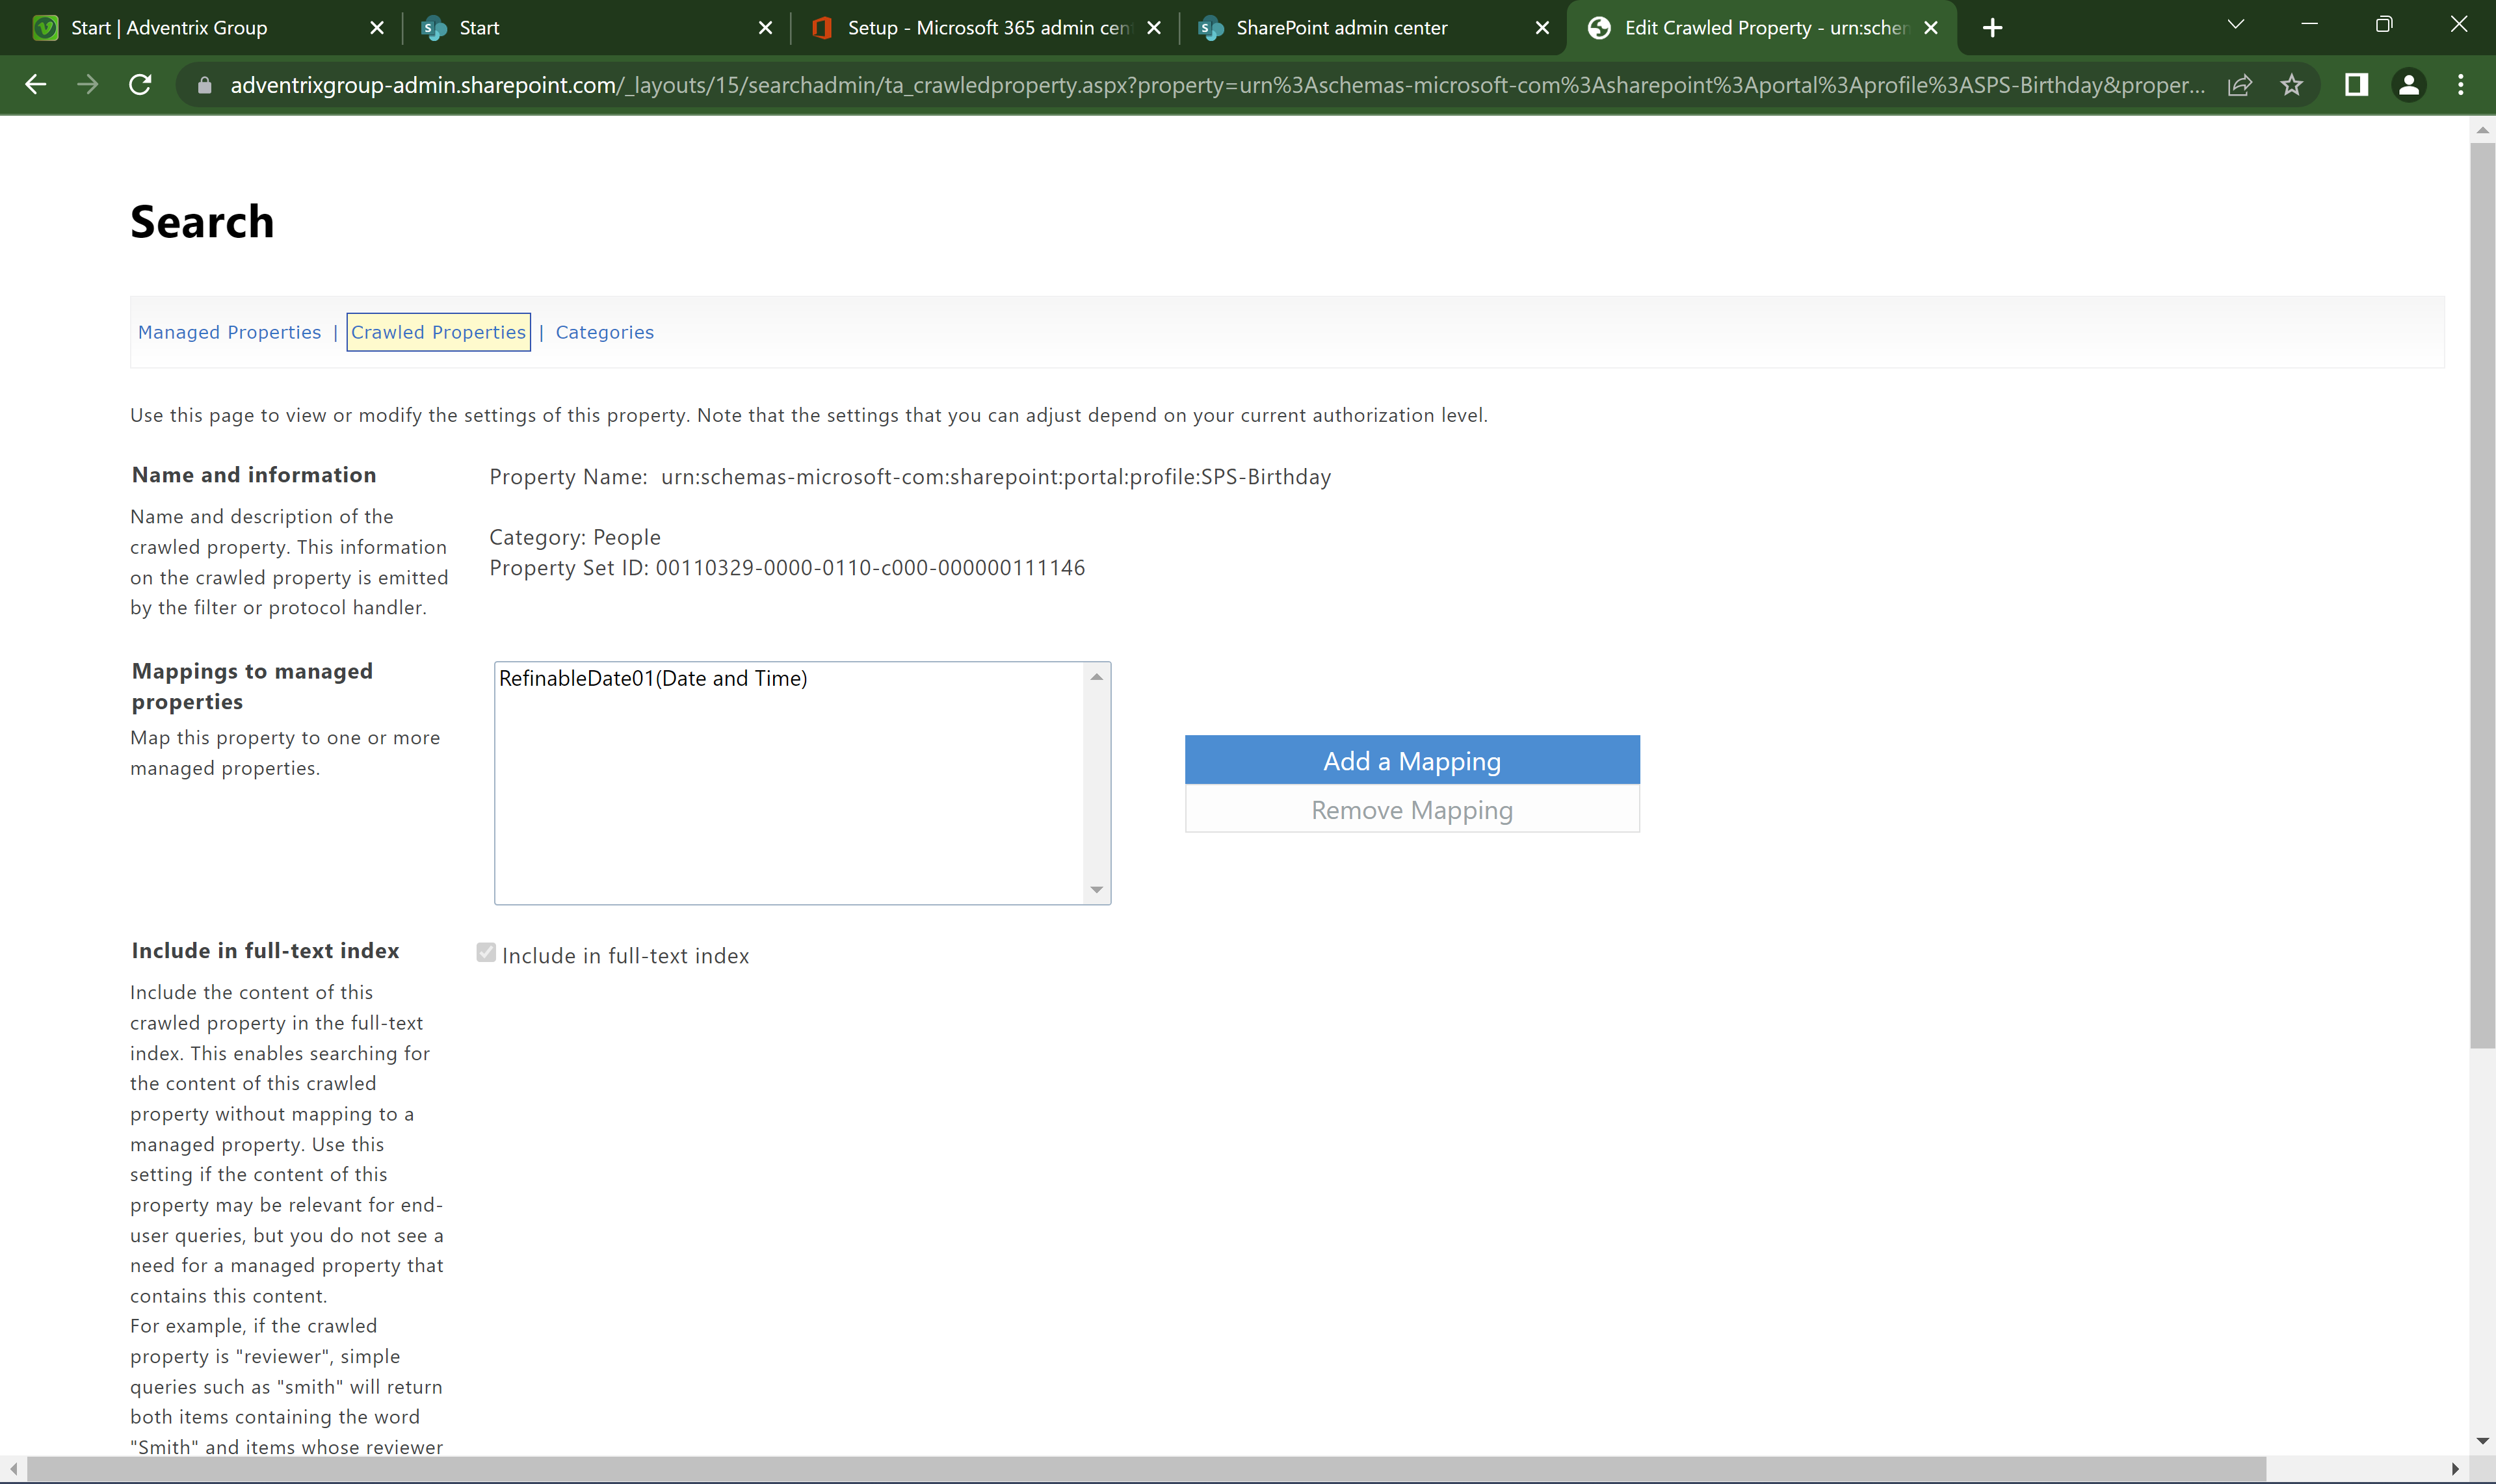 Start | Adventrix Group
Start
Setup - Microsoft 365 admin cen
SharePoint admin center
Edit Crawled Property - urn:schem
adventrixgroup-admin.sharepoint.com/_layouts/15/searchadmin/ta_crawledproperty.aspx?property=urn%3Aschemas-microsoft-com%3Asharepoint%3Aportal%3Aprofile%3ASPS-Birthday&proper...
Search
Managed Properties | Crawled Properties | Categories
Use this page to view or modify the settings of this property. Note that the settings that you can adjust depend on your current authorization level.
Name and information
Name and description of the
crawled property. This information
on the crawled property is emitted
by the filter or protocol handler.
Property Name: urn:schemas-microsoft-com:sharepoint:portal:profile:SPS-Birthday
Category: People
Property Set ID: 00110329-0000-0110-c000-000000111146
Mappings to managed
properties
Map this property to one or more
managed properties.
RefinableDate01(Date and Time)
Add a Mapping
Remove Mapping
Include in full-text index
Include the content of this
crawled property in the full-text
index. This enables searching for
the content of this crawled
property without mapping to a
managed property. Use this
setting if the content of this
property may be relevant for end-
user queries, but you do not see a
need for a managed property that
contains this content.
For example, if the crawled
property is "reviewer", simple
queries such as "smith" will return
both items containing the word
"Smith" and items whose reviewer
Include in full-text index